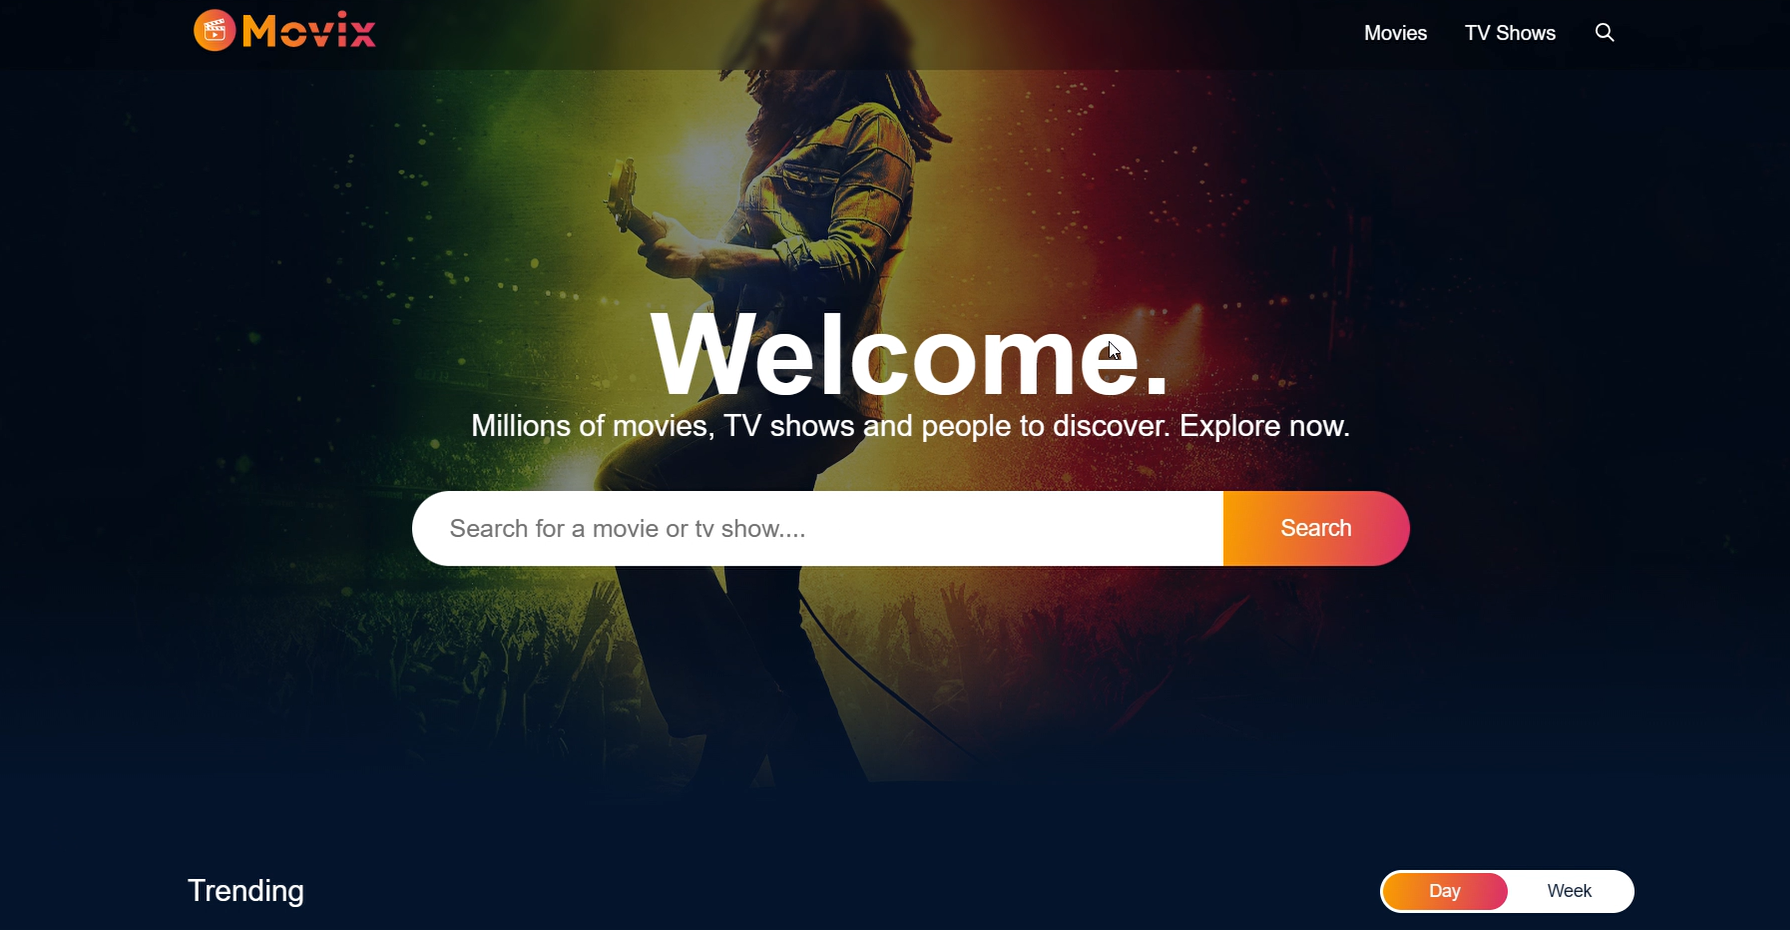 Movix
Movies
TV Shows
Welcome.
Millions of movies, TV shows and people to discover. Explore now.
Search for a movie or tv show....
Search
Trending
Day
Week